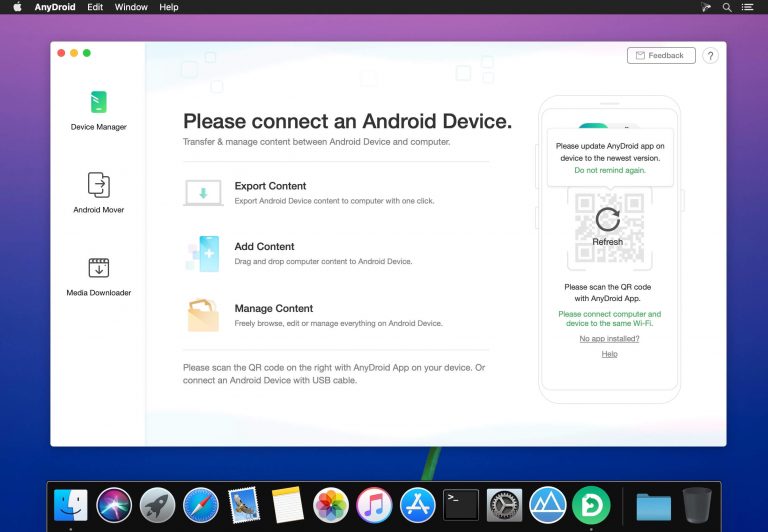 AnyDroid Edit Window Help
Feedback ?
Device Manager
Android Mover
Media Downloader
Please connect an Android Device.
Transfer & manage content between Android Device and computer.
Export Content
Export Android Device content to computer with one click.
Add Content
Drag and drop computer content to Android Device.
Manage Content
Freely browse, edit or manage everything on Android Device.
Please scan the QR code on the right with AnyDroid App on your device. Or
connect an Android Device with USB cable.
Please update AnyDroid app on
device to the newest version.
Do not remind again.
Refresh
Please scan the QR code
with AnyDroid App.
Please connect computer and
device to the same Wi-Fi.
No app installed?
Help
>_